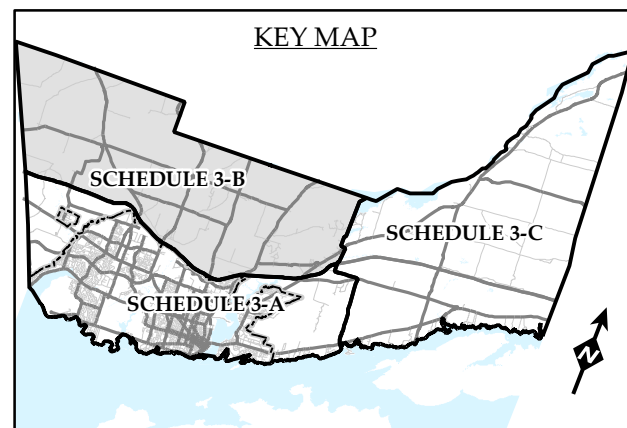 KEY MAP
SCHEDULE 3-B
SCHEDULE 3-C
SCHEDULE 3-A
N